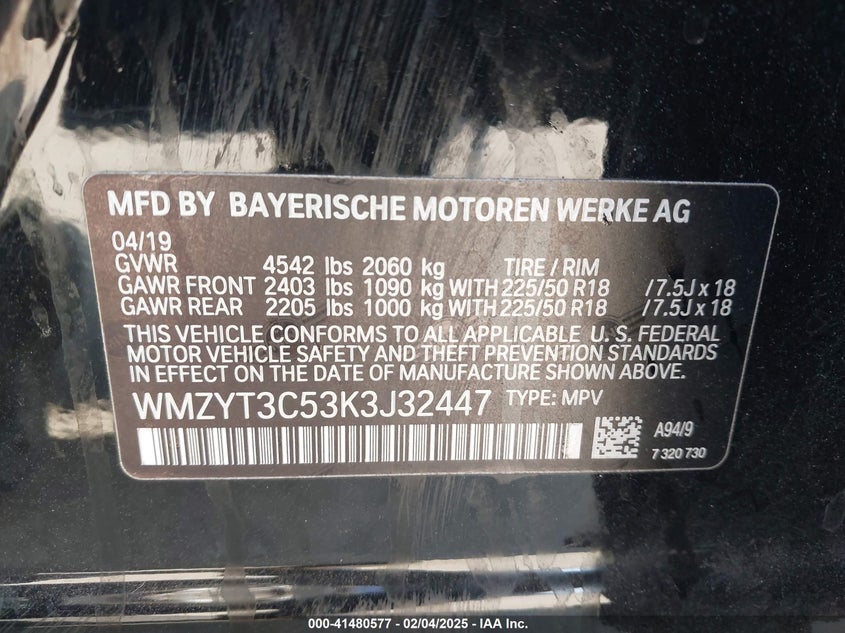 MFD BY BAYERISCHE MOTOREN WERKE AG
04/19
GVWR 4542 lbs 2060 kg TIRE / RIM
GAWR FRONT 2403 lbs 1090 kg WITH 225/50 R18 / 7.5J x 18
GAWR REAR 2205 lbs 1000 kg WITH 225/50 R18 / 7.5J x 18
THIS VEHICLE CONFORMS TO ALL APPLICABLE U. S. FEDERAL
MOTOR VEHICLE SAFETY AND THEFT PREVENTION STANDARDS
IN EFFECT ON THE DATE OF MANUFACTURE SHOWN ABOVE.
WMZYT3C53K3J32447 TYPE: MPV
A94/9
7 320 730
000-41480577 - 02/04/2025 - IAA Inc.